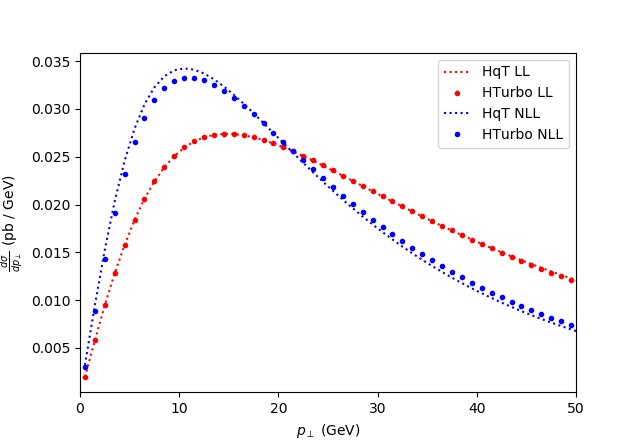 0.035
0.030
0.025
0.020
0.015
0.010
0.005
dσ/dp⊥ (pb / GeV)
HqT LL
HTurbo LL
HqT NLL
HTurbo NLL
0 10 20 30 40 50
p⊥ (GeV)